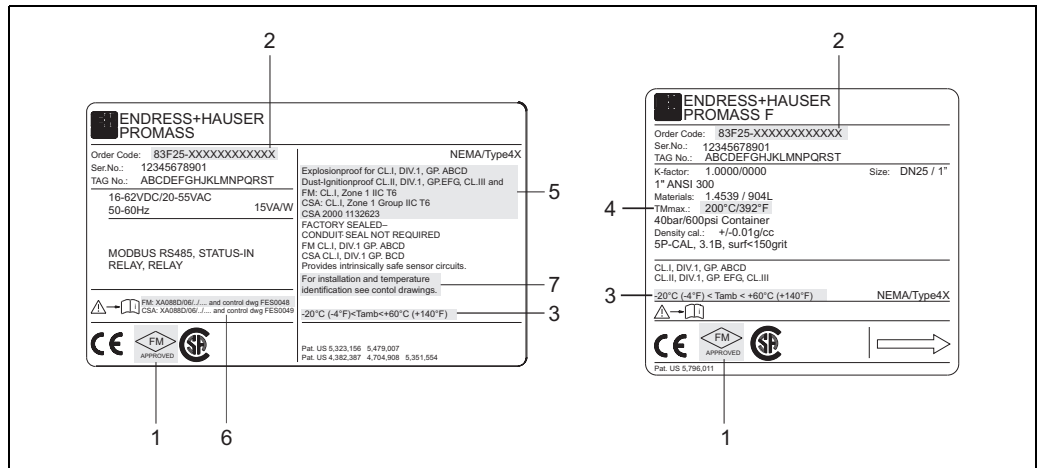 2
ENDRESS+HAUSER
PROMASS
Order Code: 83F25-XXXXXXXXXXXX
Ser.No.: 12345678901
TAG No.: ABCDEFGHJKLMNPQRST
16-62VDC/20-55VAC
50-60Hz 15VA/W
MODBUS RS485, STATUS-IN
RELAY, RELAY
FM: XA088D/06/../.... and control dwg FES0048
CSA: XA088D/06/../.... and control dwg FES0049
CE FM APPROVED SA
NEMA/Type4X
Explosionproof for CL.I, DIV.1, GP. ABCD
Dust-Ignitionproof CL.II, DIV.1, GP.EFG, CL.III and
FM: CL.I, Zone 1 IIC T6
CSA: CL.I, Zone 1 Group IIC T6
CSA 2000 1132623
FACTORY SEALED–
CONDUIT SEAL NOT REQUIRED
FM CL.I, DIV.1 GP. ABCD
CSA CL.I, DIV.1 GP. BCD
Provides intrinsically safe sensor circuits.
For installation and temperature
identification see contol drawings.
-20°C (-4°F)<Tamb<+60°C (+140°F)
Pat. US 5,323,156 5,479,007
Pat. US 4,382,387 4,704,908 5,351,554
5
7
3
1
6
2
ENDRESS+HAUSER
PROMASS F
Order Code: 83F25-XXXXXXXXXXXX
Ser.No.: 12345678901
TAG No.: ABCDEFGHJKLMNPQRST
K-factor: 1.0000/0000 Size: DN25 / 1"
1" ANSI 300
Materials: 1.4539 / 904L
4
TMmax.: 200°C/392°F
40bar/600psi Container
Density cal.: +/-0.01g/cc
5P-CAL, 3.1B, surf<150grit
CL.I, DIV.1, GP. ABCD
CL.II, DIV.1, GP. EFG, CL.III
3
-20°C (-4°F) < Tamb < +60°C (+140°F) NEMA/Type4X
CE FM APPROVED SA
Pat. US 5,796,011
1